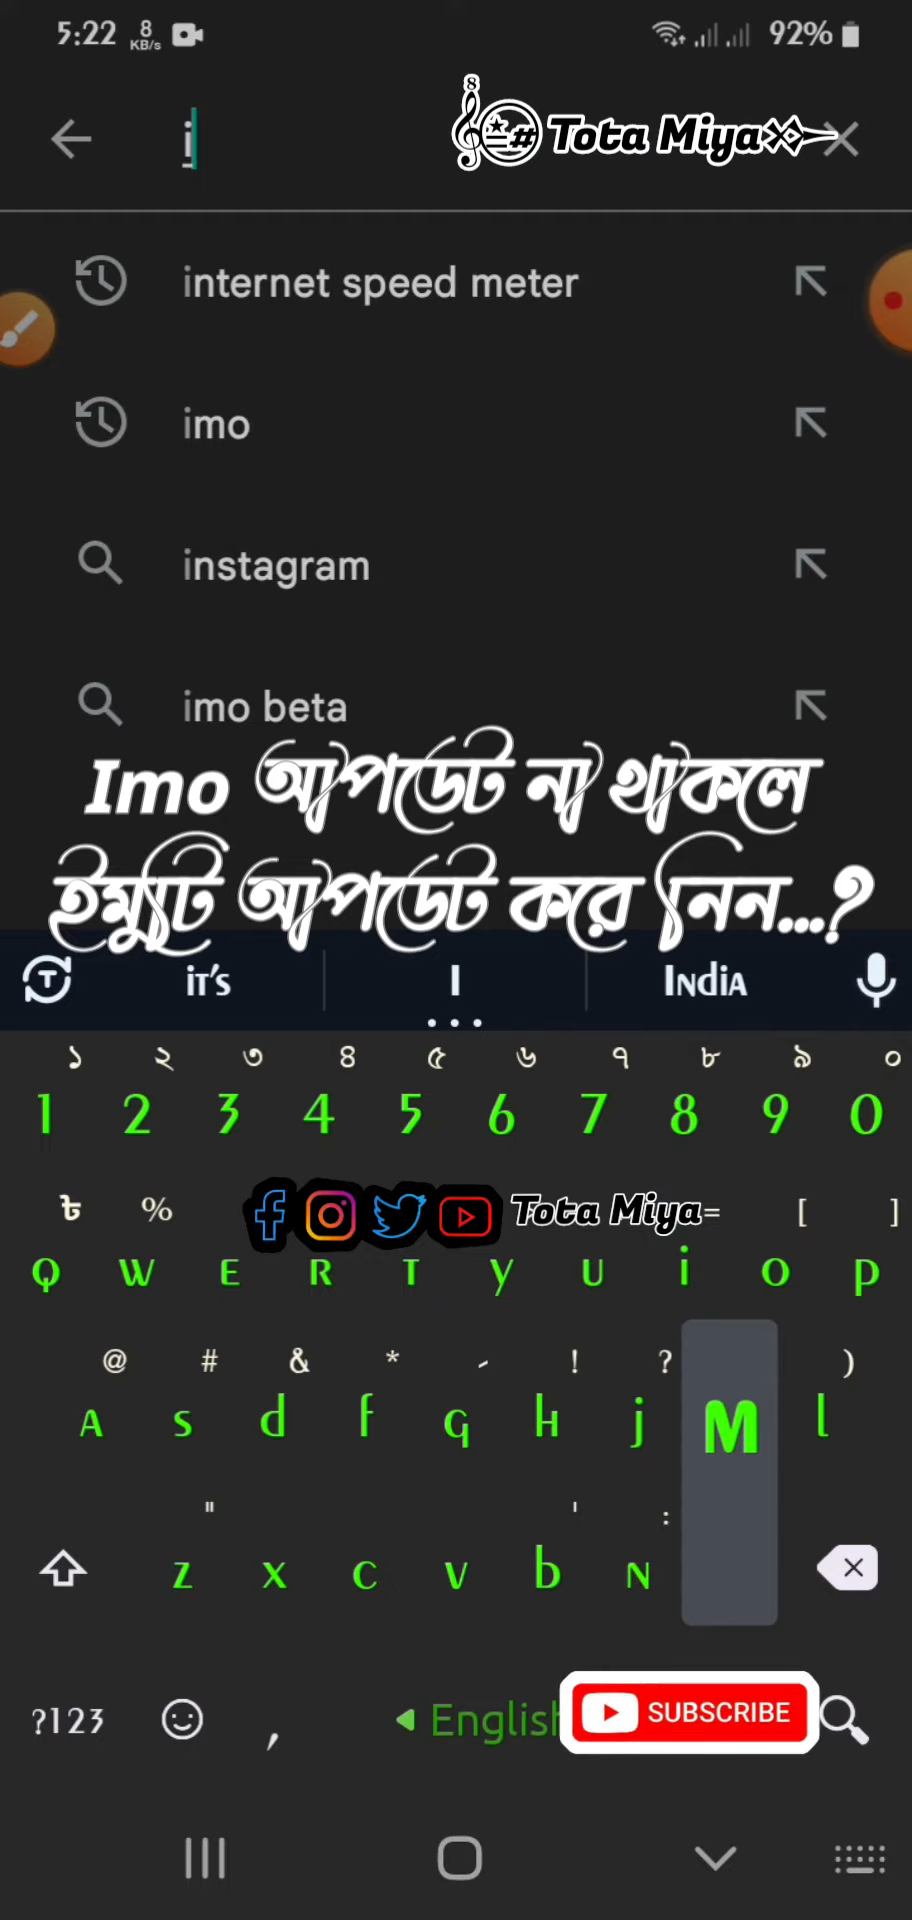 5:22 8 KB/s 92%
i
Tota Miya
internet speed meter
imo
instagram
imo beta
Imo আপডেট না থাকলে
ইমুটি আপডেট করে নিন...?
it's I India
১ ২ ৩ ৪ ৫ ৬ ৭ ৮ ৯ ০
1 2 3 4 5 6 7 8 9 0
৳ % = [ ]
Tota Miya
Q W E R T y U i O p
@ # & * - ! ? )
A s d f g h j M l
" ' :
z x c v b N
?123 , English
SUBSCRIBE